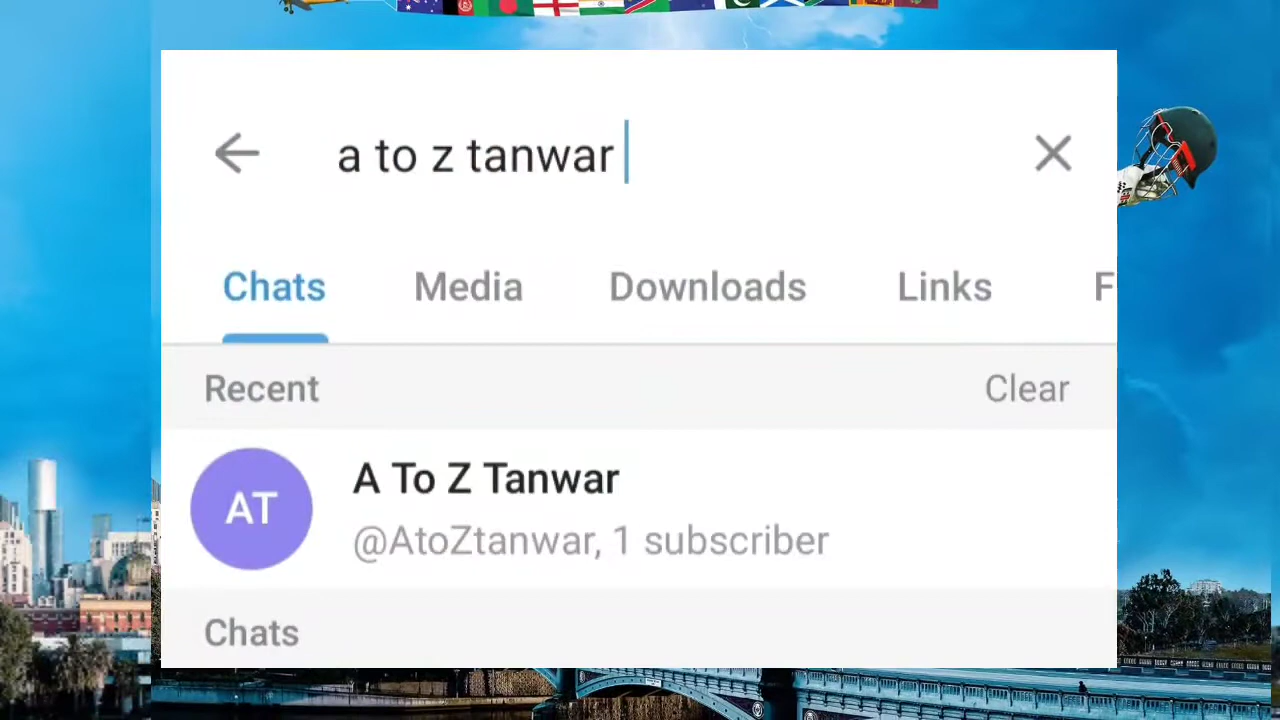 a to z tanwar
Chats Media Downloads Links F
Recent Clear
AT
A To Z Tanwar
@AtoZtanwar, 1 subscriber
Chats